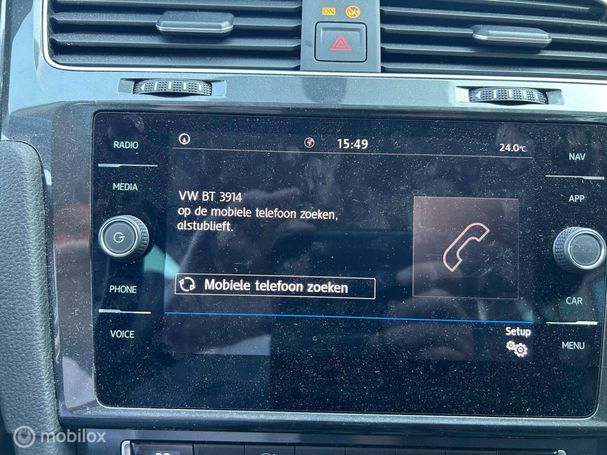 ON
RADIO
15:49
24.0°C
NAV
MEDIA
VW BT 3914
op de mobiele telefoon zoeken,
alstublieft.
APP
PHONE
Mobiele telefoon zoeken
CAR
VOICE
Setup
MENU
mobilox